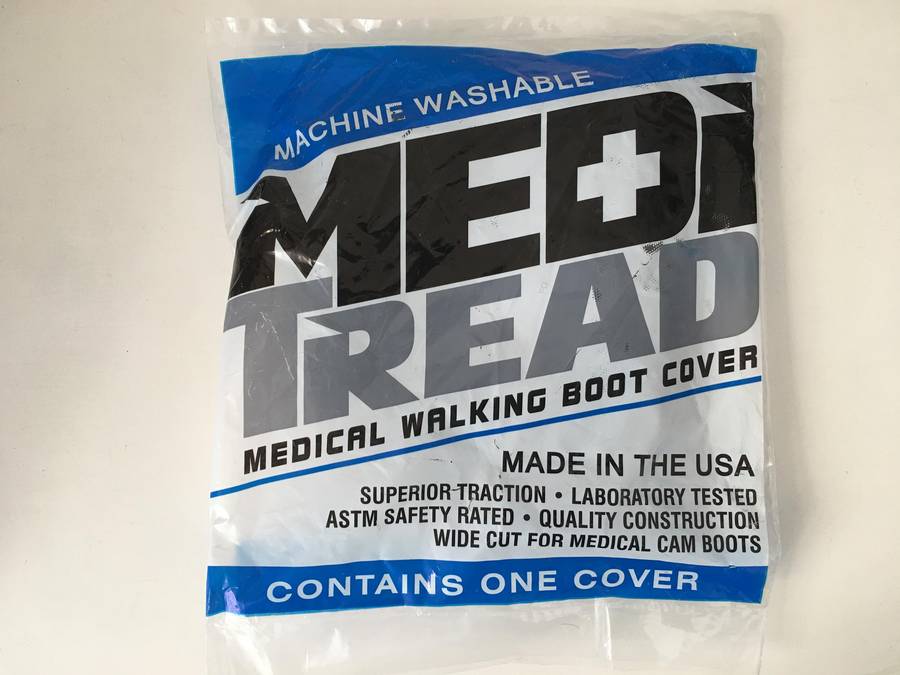 MACHINE WASHABLE
MEDi
TREAD
MEDICAL WALKING BOOT COVER
MADE IN THE USA
SUPERIOR TRACTION • LABORATORY TESTED
ASTM SAFETY RATED • QUALITY CONSTRUCTION
WIDE CUT FOR MEDICAL CAM BOOTS
CONTAINS ONE COVER